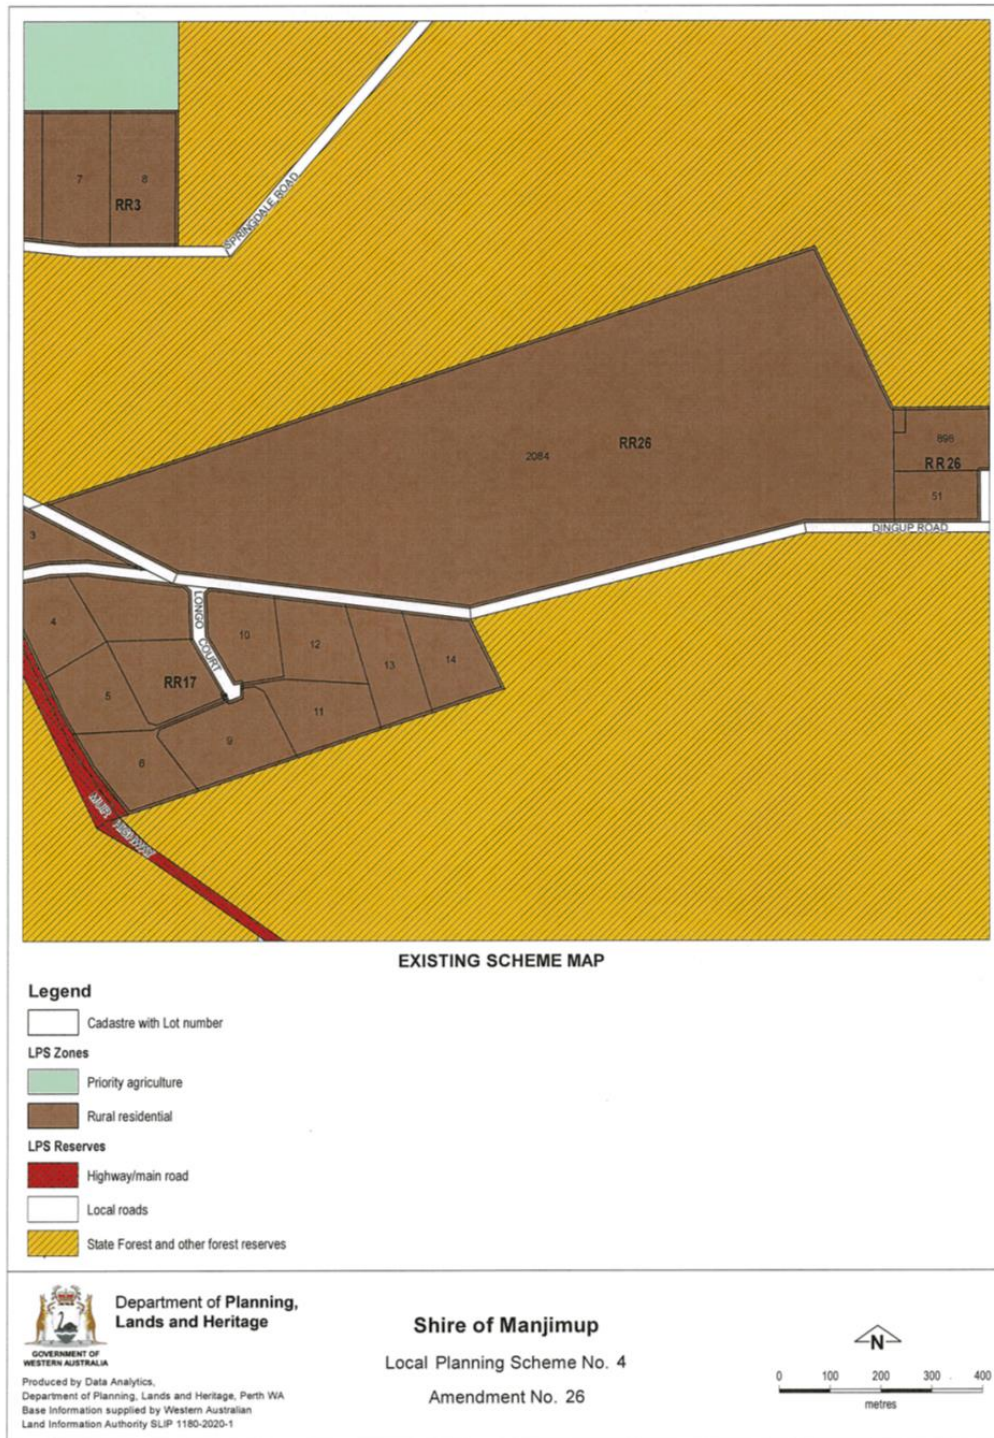 7
8
RR3
SPRINGDALE ROAD
2084
RR26
896
RR26
51
DINGUP ROAD
3
4
LONGO COURT
10
12
13
14
5
RR17
11
9
6
MUIR HIGHWAY
EXISTING SCHEME MAP
Legend
Cadastre with Lot number
LPS Zones
Priority agriculture
Rural residential
LPS Reserves
Highway/main road
Local roads
State Forest and other forest reserves
GOVERNMENT OF
WESTERN AUSTRALIA
Department of Planning,
Lands and Heritage
Produced by Data Analytics,
Department of Planning, Lands and Heritage, Perth WA
Base Information supplied by Western Australian
Land Information Authority SLIP 1180-2020-1
Shire of Manjimup
Local Planning Scheme No. 4
Amendment No. 26
N
0 100 200 300 400
metres